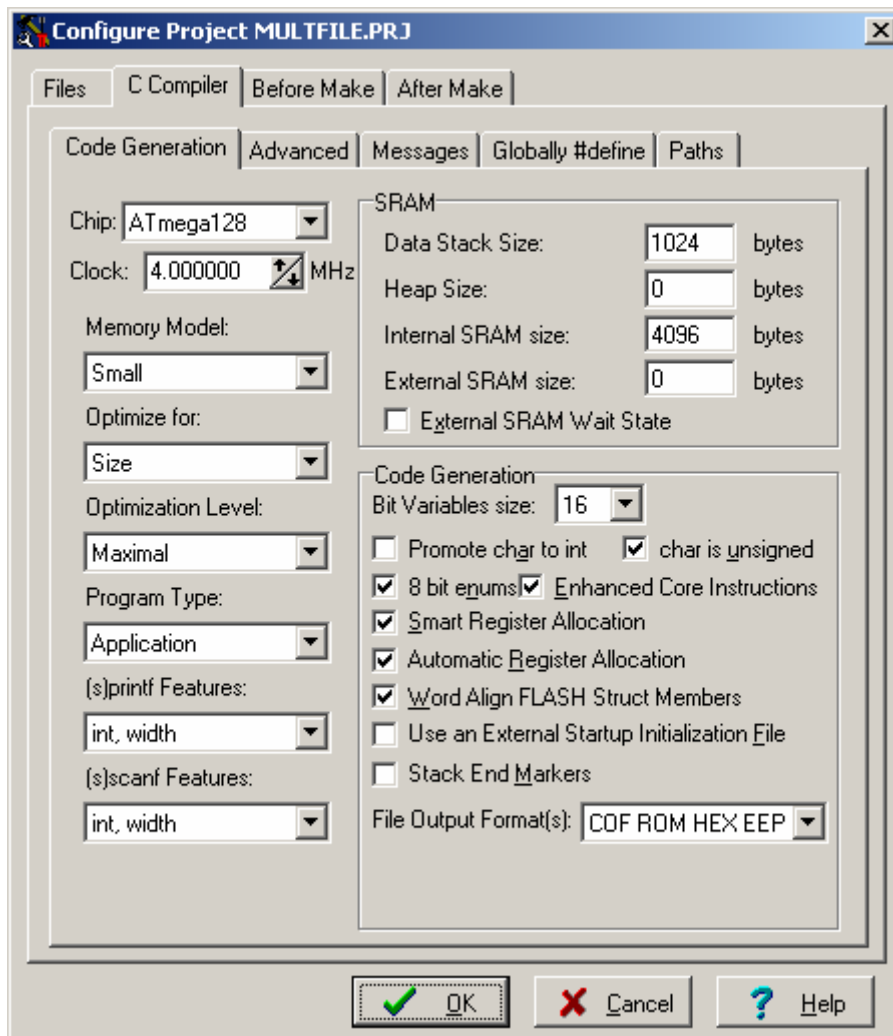 Configure Project MULTFILE.PRJ
Files C Compiler Before Make After Make
Code Generation Advanced Messages Globally #define Paths
Chip: ATmega128
Clock: 4.000000 MHz
Memory Model:
Small
Optimize for:
Size
Optimization Level:
Maximal
Program Type:
Application
(s)printf Features:
int, width
(s)scanf Features:
int, width
SRAM
Data Stack Size: 1024 bytes
Heap Size: 0 bytes
Internal SRAM size: 4096 bytes
External SRAM size: 0 bytes
External SRAM Wait State
Code Generation
Bit Variables size: 16
Promote char to int char is unsigned
8 bit enums Enhanced Core Instructions
Smart Register Allocation
Automatic Register Allocation
Word Align FLASH Struct Members
Use an External Startup Initialization File
Stack End Markers
File Output Format(s): COF ROM HEX EEP
OK Cancel Help